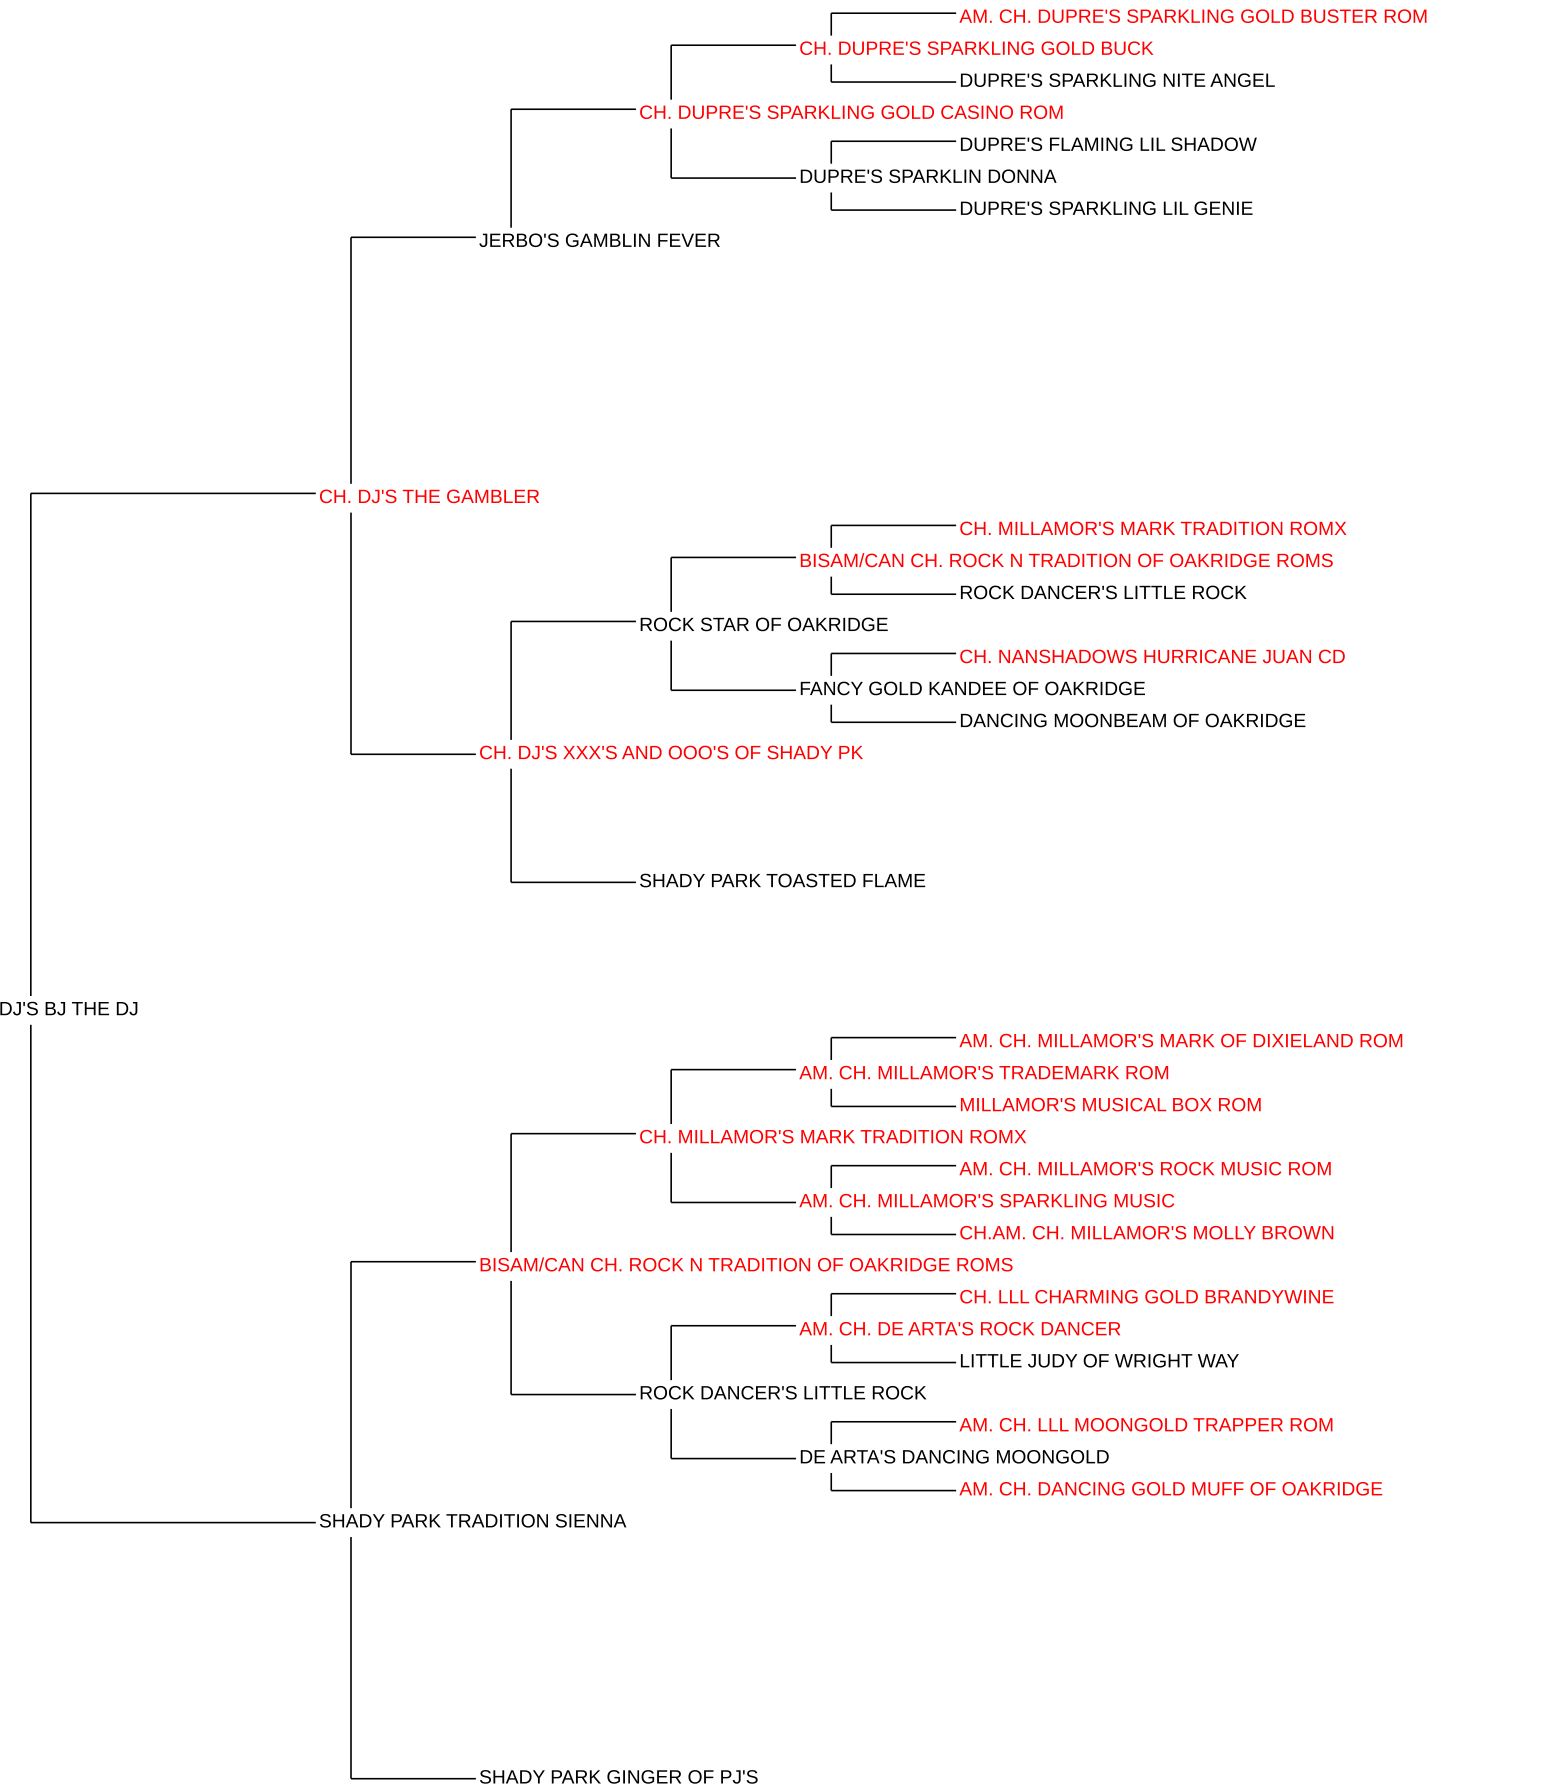 AM. CH. DUPRE'S SPARKLING GOLD BUSTER ROM
CH. DUPRE'S SPARKLING GOLD BUCK
DUPRE'S SPARKLING NITE ANGEL
CH. DUPRE'S SPARKLING GOLD CASINO ROM
DUPRE'S FLAMING LIL SHADOW
DUPRE'S SPARKLIN DONNA
DUPRE'S SPARKLING LIL GENIE
JERBO'S GAMBLIN FEVER
CH. DJ'S THE GAMBLER
CH. MILLAMOR'S MARK TRADITION ROMX
BISAM/CAN CH. ROCK N TRADITION OF OAKRIDGE ROMS
ROCK DANCER'S LITTLE ROCK
ROCK STAR OF OAKRIDGE
CH. NANSHADOWS HURRICANE JUAN CD
FANCY GOLD KANDEE OF OAKRIDGE
DANCING MOONBEAM OF OAKRIDGE
CH. DJ'S XXX'S AND OOO'S OF SHADY PK
SHADY PARK TOASTED FLAME
DJ'S BJ THE DJ
AM. CH. MILLAMOR'S MARK OF DIXIELAND ROM
AM. CH. MILLAMOR'S TRADEMARK ROM
MILLAMOR'S MUSICAL BOX ROM
CH. MILLAMOR'S MARK TRADITION ROMX
AM. CH. MILLAMOR'S ROCK MUSIC ROM
AM. CH. MILLAMOR'S SPARKLING MUSIC
CH.AM. CH. MILLAMOR'S MOLLY BROWN
BISAM/CAN CH. ROCK N TRADITION OF OAKRIDGE ROMS
CH. LLL CHARMING GOLD BRANDYWINE
AM. CH. DE ARTA'S ROCK DANCER
LITTLE JUDY OF WRIGHT WAY
ROCK DANCER'S LITTLE ROCK
AM. CH. LLL MOONGOLD TRAPPER ROM
DE ARTA'S DANCING MOONGOLD
AM. CH. DANCING GOLD MUFF OF OAKRIDGE
SHADY PARK TRADITION SIENNA
SHADY PARK GINGER OF PJ'S